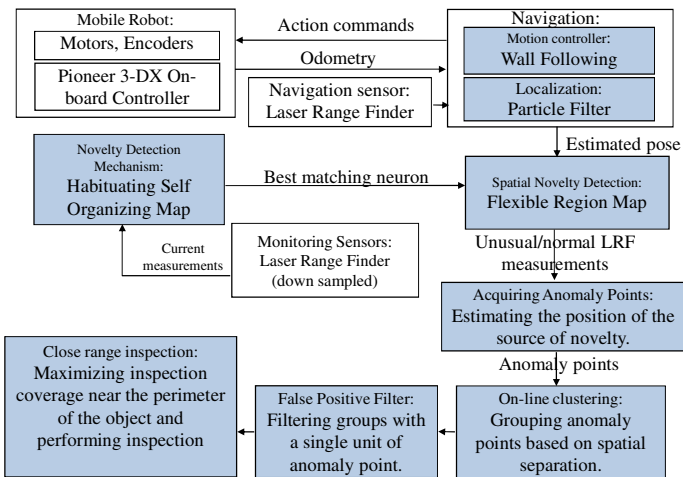 Mobile Robot:
Motors, Encoders
Pioneer 3-DX On-
board Controller
Action commands
Odometry
Navigation sensor:
Laser Range Finder
Navigation:
Motion controller:
Wall Following
Localization:
Particle Filter
Estimated pose
Novelty Detection
Mechanism:
Habituating Self
Organizing Map
Best matching neuron
Spatial Novelty Detection:
Flexible Region Map
Current
measurements
Monitoring Sensors:
Laser Range Finder
(down sampled)
Unusual/normal LRF
measurements
Acquiring Anomaly Points:
Estimating the position of the
source of novelty.
Anomaly points
Close range inspection:
Maximizing inspection
coverage near the perimeter
of the object and
performing inspection
False Positive Filter:
Filtering groups with
a single unit of
anomaly point.
On-line clustering:
Grouping anomaly
points based on spatial
separation.